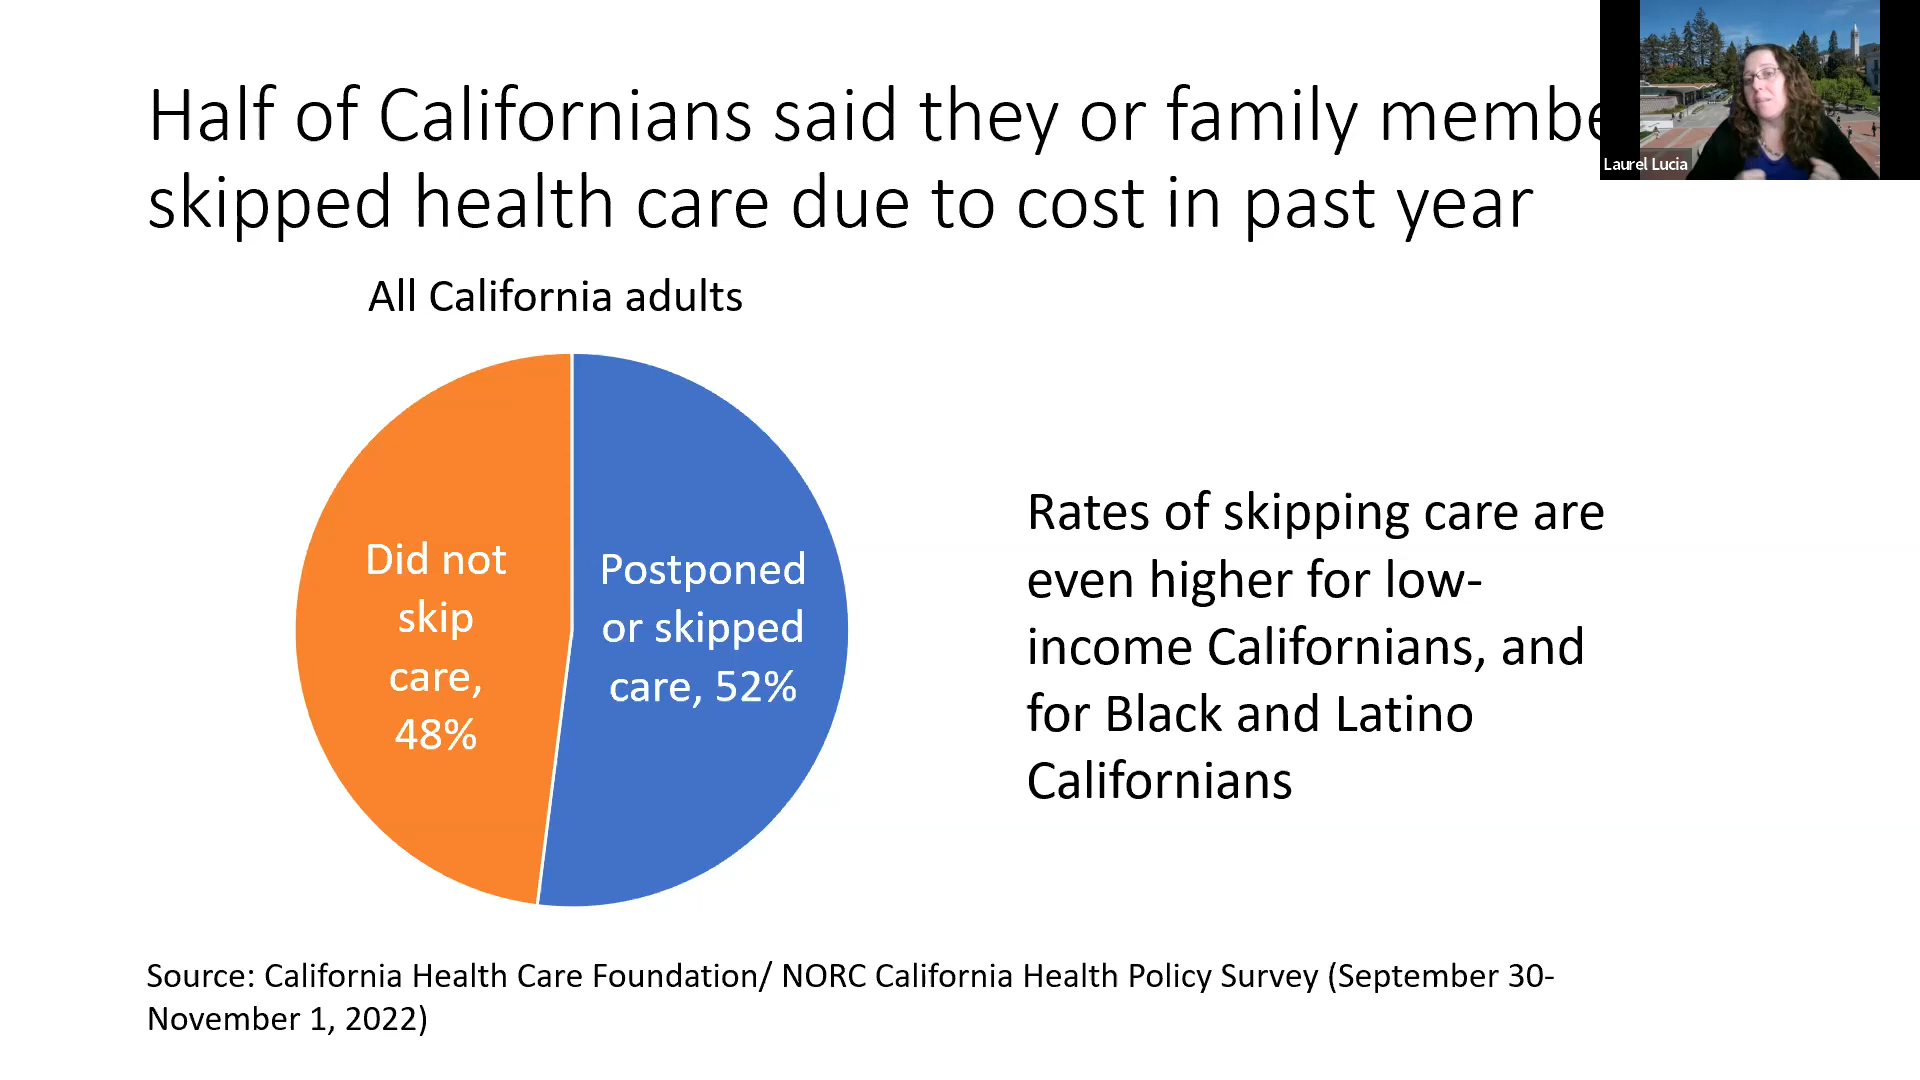 Half of Californians said they or family membe
skipped health care due to cost in past year
Laurel Lucia
All California adults
Did not
skip
care,
48%
Postponed
or skipped
care, 52%
Rates of skipping care are
even higher for low-
income Californians, and
for Black and Latino
Californians
Source: California Health Care Foundation/ NORC California Health Policy Survey (September 30-
November 1, 2022)